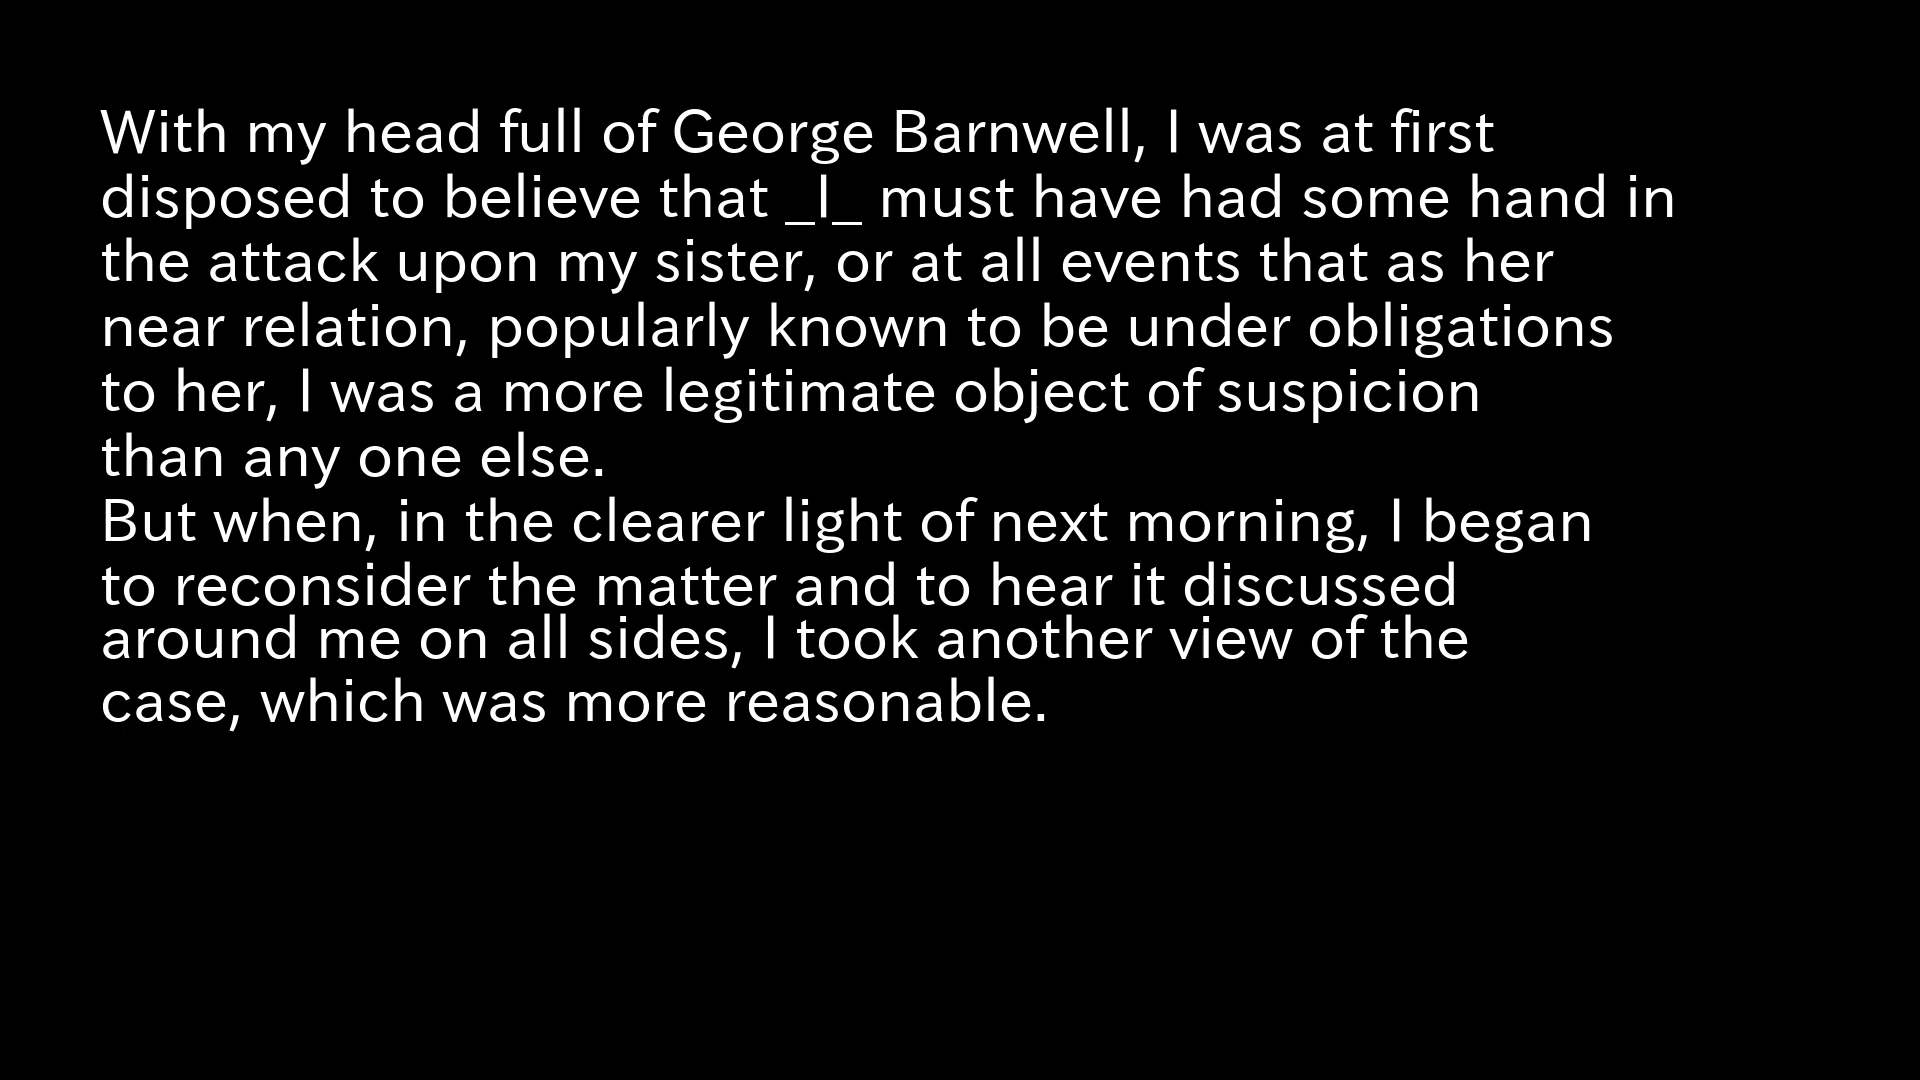 With my head full of George Barnwell, I was at first
disposed to believe that _I_ must have had some hand in
the attack upon my sister, or at all events that as her
near relation, popularly known to be under obligations
to her, I was a more legitimate object of suspicion
than any one else.
But when, in the clearer light of next morning, I began
to reconsider the matter and to hear it discussed
around me on all sides, I took another view of the
case, which was more reasonable.